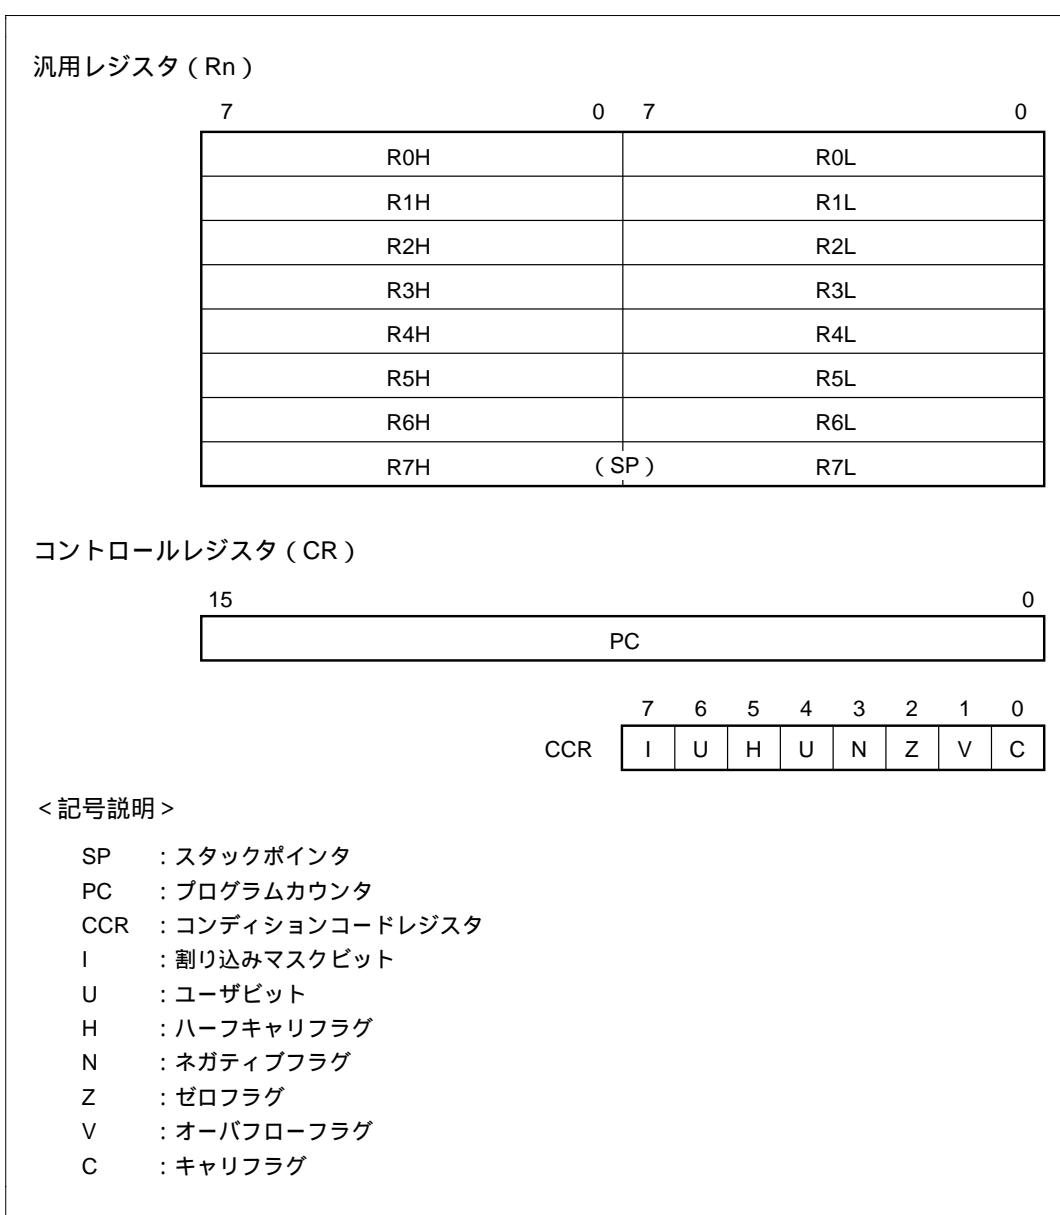 汎用レジスタ（Rn）
7 0 7 0
R0H R0L
R1H R1L
R2H R2L
R3H R3L
R4H R4L
R5H R5L
R6H R6L
R7H （SP） R7L
コントロールレジスタ（CR）
15 0
PC
7 6 5 4 3 2 1 0
CCR I U H U N Z V C
<記号説明>
SP ：スタックポインタ
PC ：プログラムカウンタ
CCR ：コンディションコードレジスタ
I ：割り込みマスクビット
U ：ユーザビット
H ：ハーフキャリフラグ
N ：ネガティブフラグ
Z ：ゼロフラグ
V ：オーバフローフラグ
C ：キャリフラグ